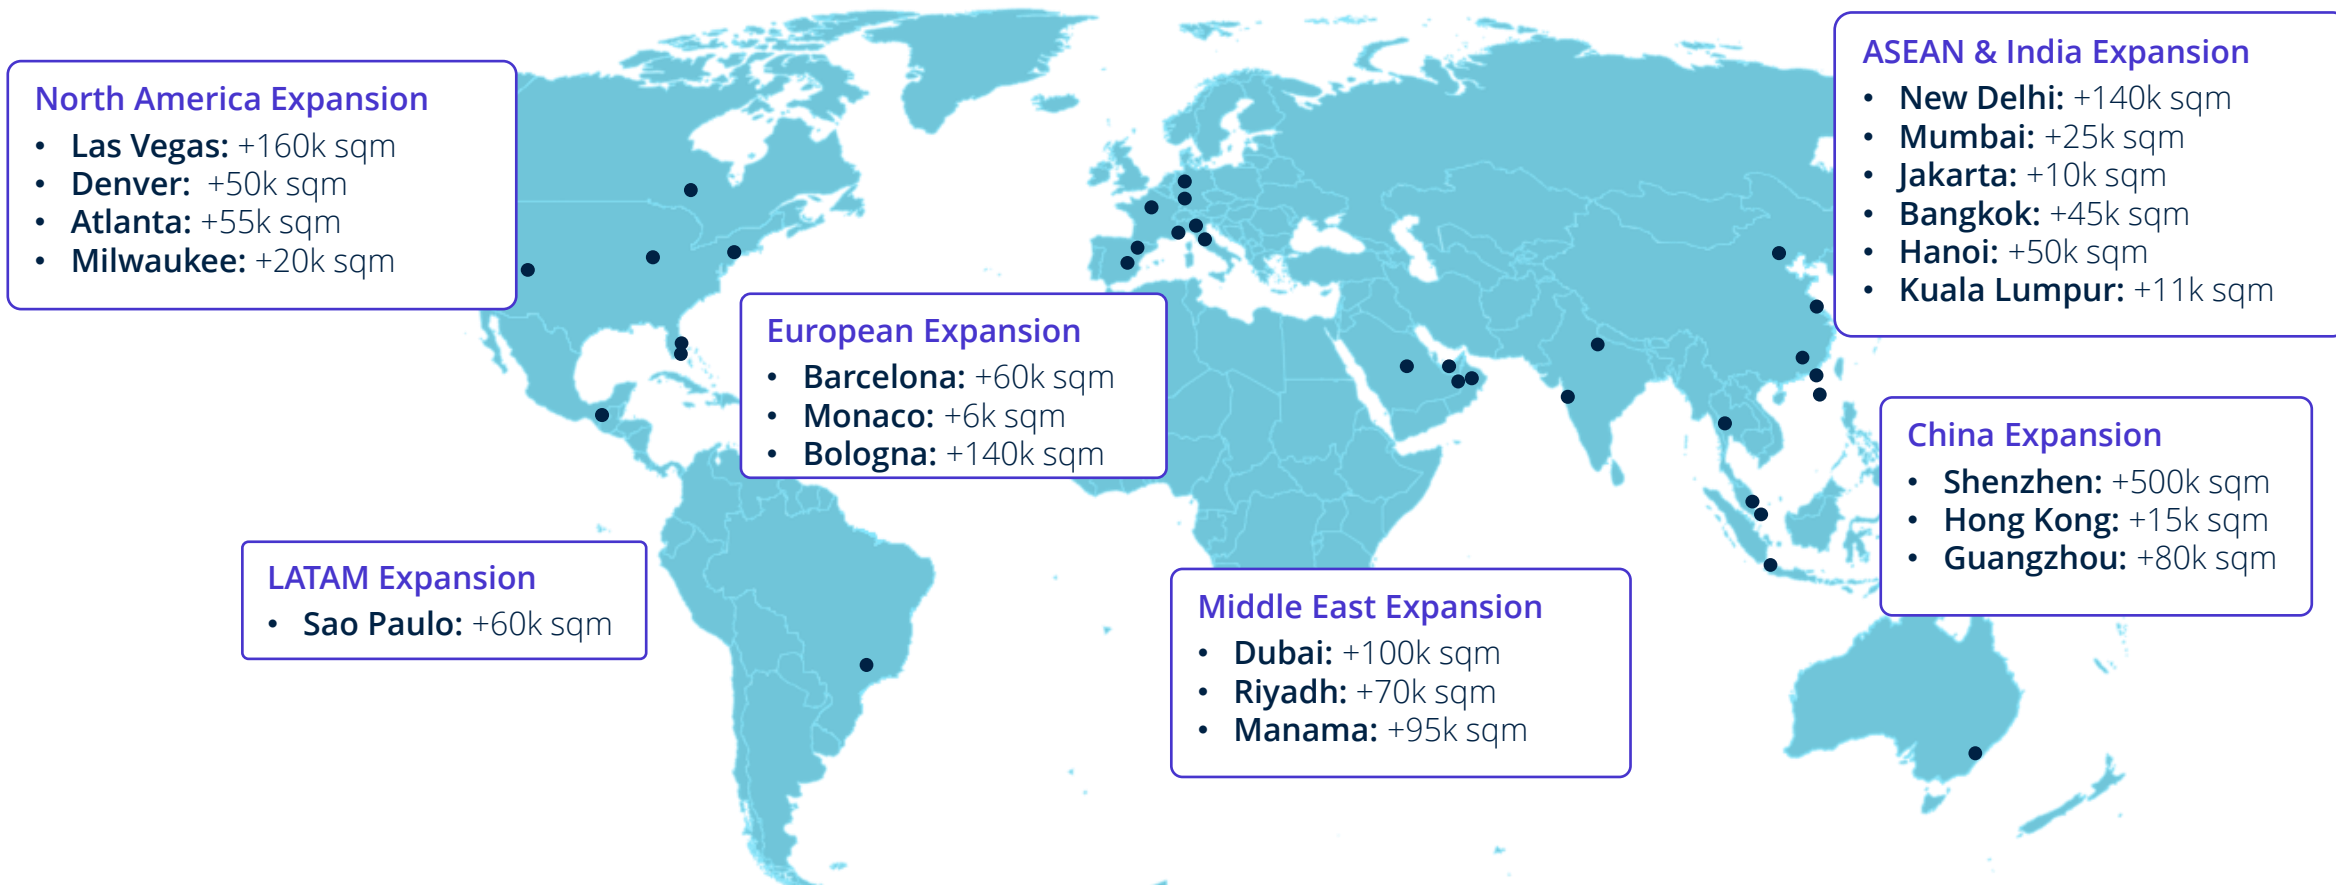 North America Expansion
• Las Vegas: +160k sqm
• Denver: +50k sqm
• Atlanta: +55k sqm
• Milwaukee: +20k sqm
European Expansion
• Barcelona: +60k sqm
• Monaco: +6k sqm
• Bologna: +140k sqm
LATAM Expansion
• Sao Paulo: +60k sqm
Middle East Expansion
• Dubai: +100k sqm
• Riyadh: +70k sqm
• Manama: +95k sqm
ASEAN & India Expansion
• New Delhi: +140k sqm
• Mumbai: +25k sqm
• Jakarta: +10k sqm
• Bangkok: +45k sqm
• Hanoi: +50k sqm
• Kuala Lumpur: +11k sqm
China Expansion
• Shenzhen: +500k sqm
• Hong Kong: +15k sqm
• Guangzhou: +80k sqm